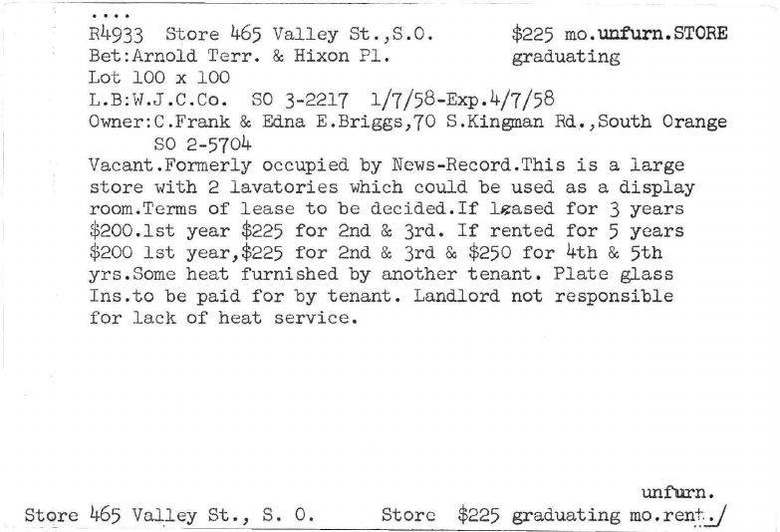 ....
R4933 Store 465 Valley St.,S.O. $225 mo.unfurn.STORE
Bet:Arnold Terr. & Hixon Pl. graduating
Lot 100 x 100
L.B:W.J.C.Co. SO 3-2217 1/7/58-Exp.4/7/58
Owner:C.Frank & Edna E.Briggs,70 S.Kingman Rd.,South Orange
SO 2-5704
Vacant.Formerly occupied by News-Record.This is a large
store with 2 lavatories which could be used as a display
room.Terms of lease to be decided.If leased for 3 years
$200.1st year $225 for 2nd & 3rd. If rented for 5 years
$200 1st year,$225 for 2nd & 3rd & $250 for 4th & 5th
yrs.Some heat furnished by another tenant. Plate glass
Ins.to be paid for by tenant. Landlord not responsible
for lack of heat service.
unfurn.
Store 465 Valley St., S. O. Store $225 graduating mo.rent./